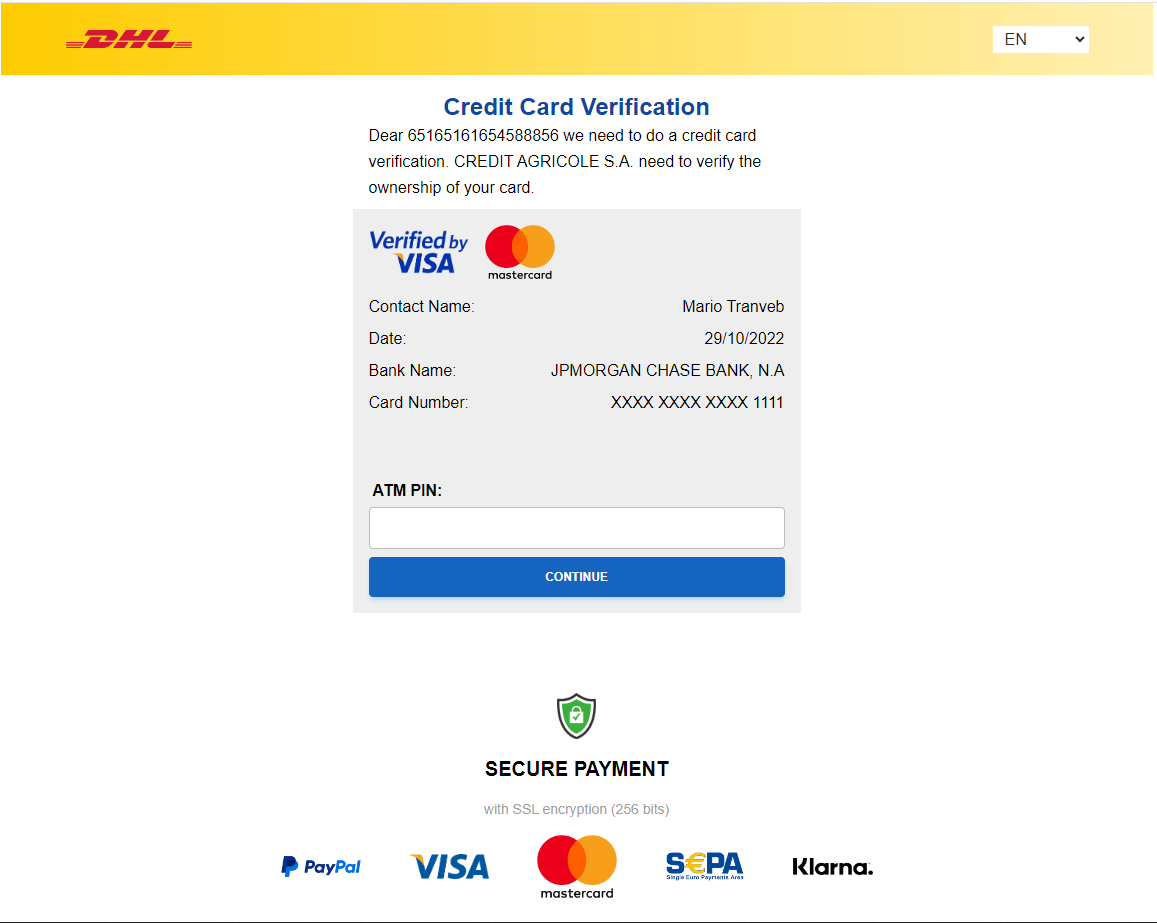 DHL
EN
Credit Card Verification
Dear 65165161654588856 we need to do a credit card
verification. CREDIT AGRICOLE S.A. need to verify the
ownership of your card.
Verified by
VISA
mastercard
Contact Name: Mario Tranveb
Date: 29/10/2022
Bank Name: JPMORGAN CHASE BANK, N.A
Card Number: XXXX XXXX XXXX 1111
ATM PIN:
CONTINUE
SECURE PAYMENT
with SSL encryption (256 bits)
PayPal VISA mastercard S€PA Klarna.
Single Euro Payments Area